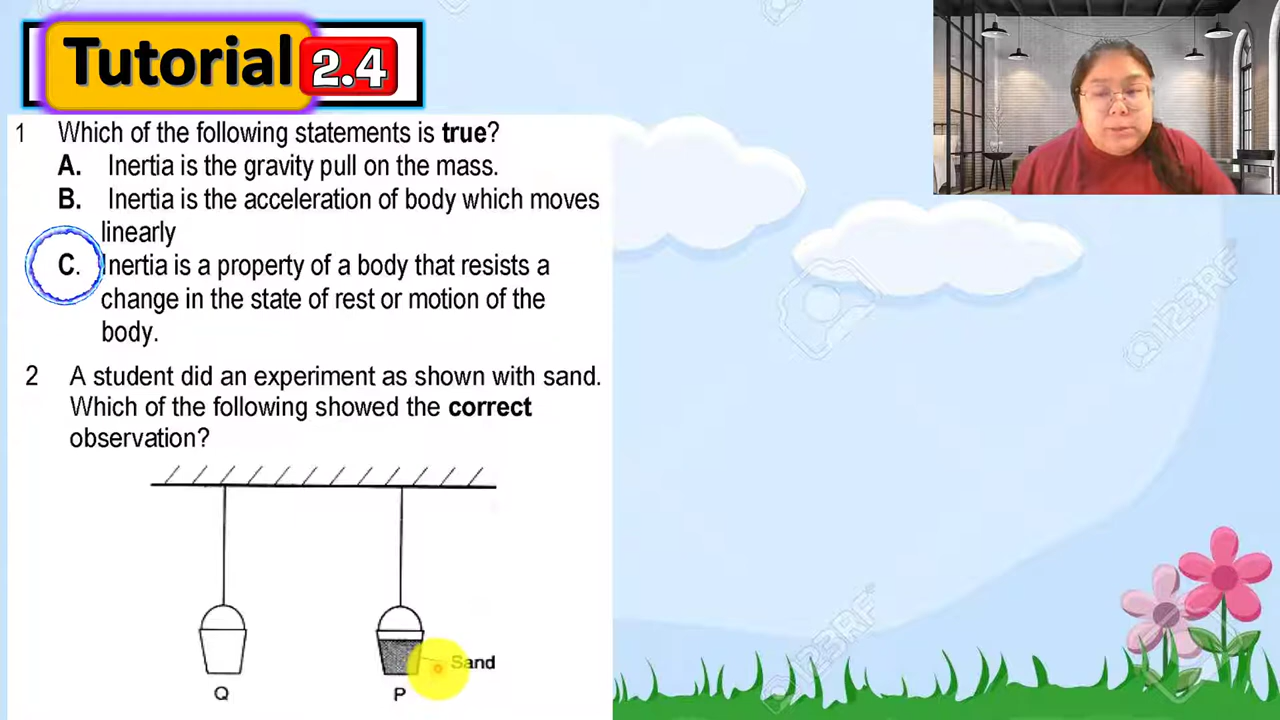 Tutorial 2.4
1 Which of the following statements is true?
A. Inertia is the gravity pull on the mass.
B. Inertia is the acceleration of body which moves
linearly
C. Inertia is a property of a body that resists a
change in the state of rest or motion of the
body.
2 A student did an experiment as shown with sand.
Which of the following showed the correct
observation?
Sand
Q P
123RF
123RF
123RF